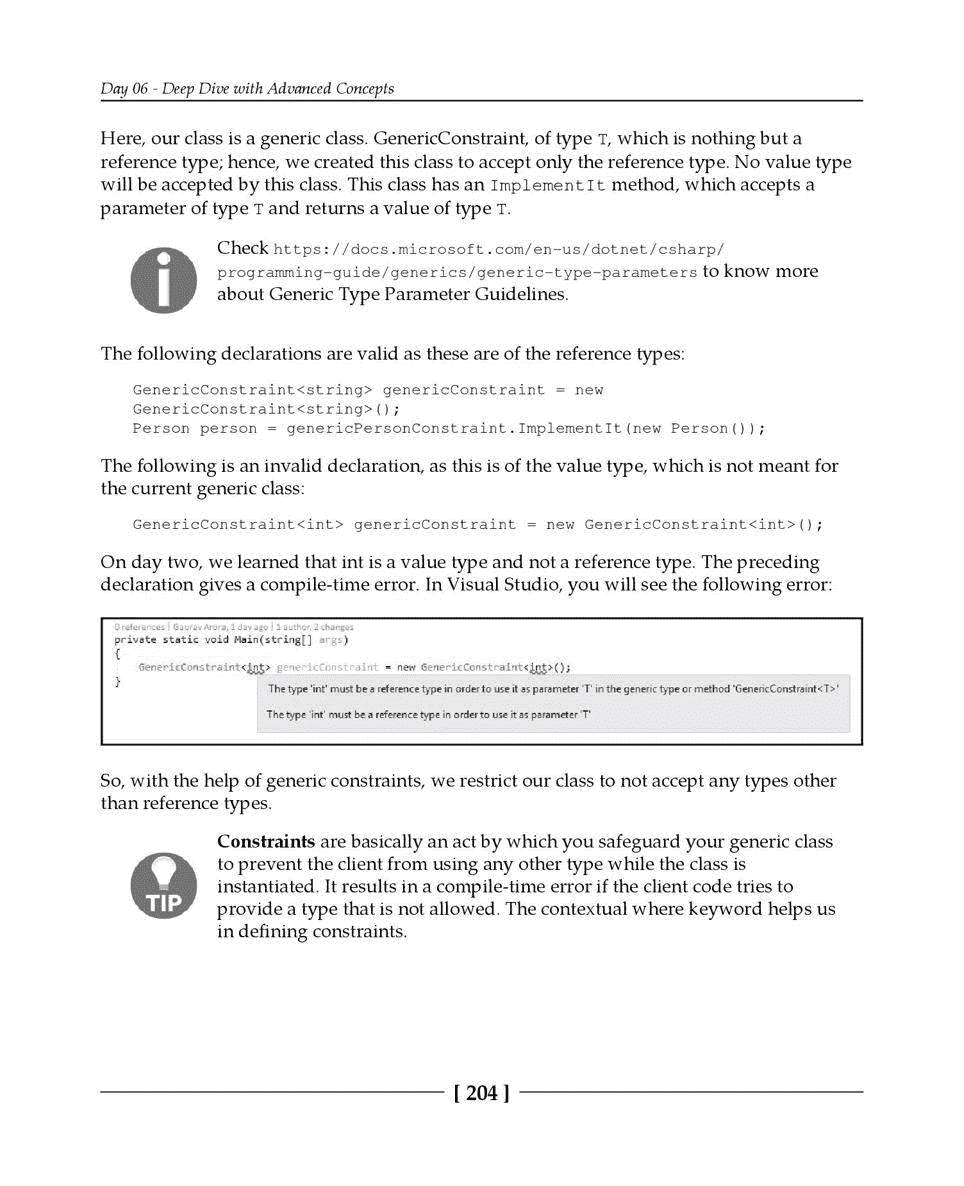 Day 06 - Deep Dive with Advanced Concepts
Here, our class is a generic class. GenericConstraint, of type T, which is nothing but a
reference type; hence, we created this class to accept only the reference type. No value type
will be accepted by this class. This class has an ImplementIt method, which accepts a
parameter of type T and returns a value of type T.
Check https://docs.microsoft.com/en-us/dotnet/csharp/
programming-guide/generics/generic-type-parameters to know more
about Generic Type Parameter Guidelines.
The following declarations are valid as these are of the reference types:
GenericConstraint<string> genericConstraint = new
GenericConstraint<string>();
Person person = genericPersonConstraint.ImplementIt(new Person());
The following is an invalid declaration, as this is of the value type, which is not meant for
the current generic class:
GenericConstraint<int> genericConstraint = new GenericConstraint<int>();
On day two, we learned that int is a value type and not a reference type. The preceding
declaration gives a compile-time error. In Visual Studio, you will see the following error:
0 references | Gaurav Arora, 1 day ago | 1 author, 2 changes
private static void Main(string[] args)
{
GenericConstraint<int> genericConstraint = new GenericConstraint<int>();
}
The type 'int' must be a reference type in order to use it as parameter 'T' in the generic type or method 'GenericConstraint<T>'
The type 'int' must be a reference type in order to use it as parameter 'T'
So, with the help of generic constraints, we restrict our class to not accept any types other
than reference types.
Constraints are basically an act by which you safeguard your generic class
to prevent the client from using any other type while the class is
instantiated. It results in a compile-time error if the client code tries to
TIP
provide a type that is not allowed. The contextual where keyword helps us
in defining constraints.
[ 204 ]